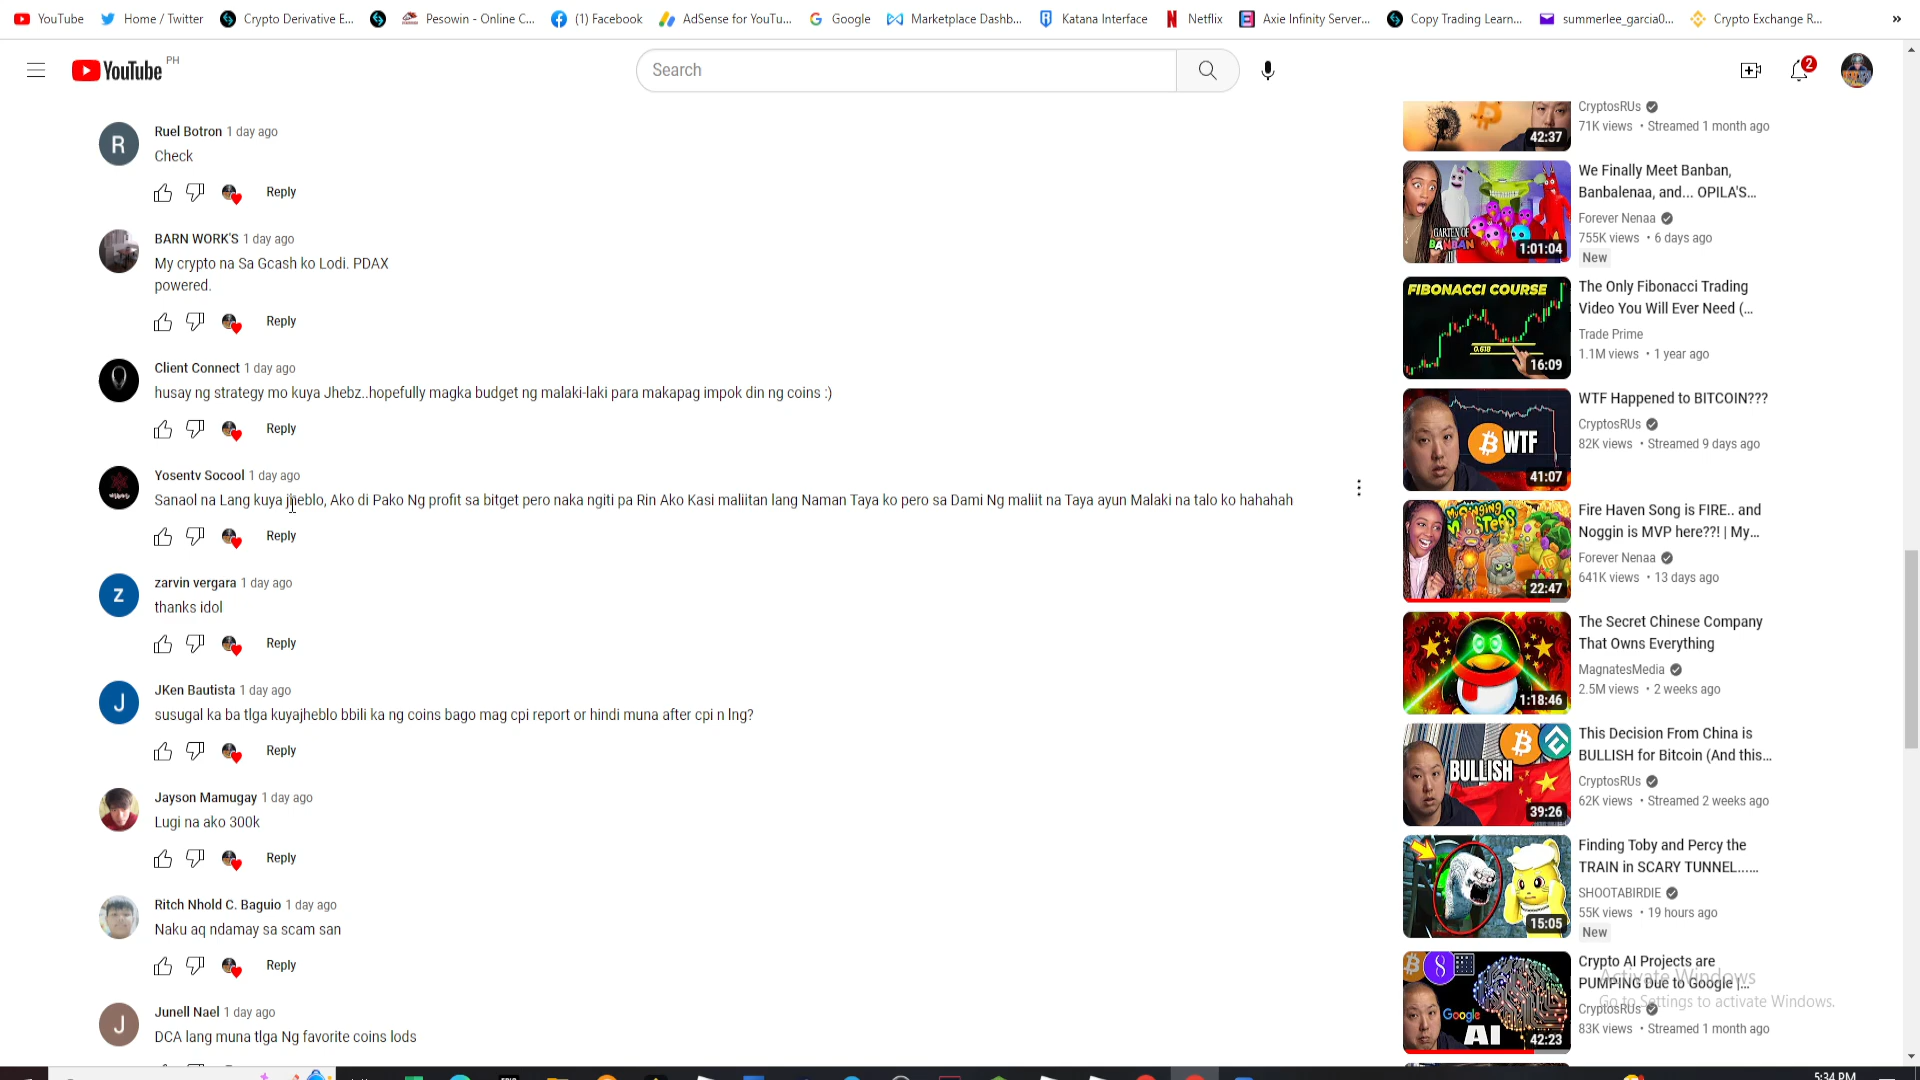 YouTube
Home / Twitter
Crypto Derivative E...
Pesowin - Online C...
(1) Facebook
AdSense for YouTu...
Google
Marketplace Dashb...
Katana Interface
Netflix
Axie Infinity Server...
Copy Trading Learn...
summerlee_garcia0...
Crypto Exchange R...
»
YouTube PH
Search
2
Ruel Botron 1 day ago
Check
Reply
BARN WORK'S 1 day ago
My crypto na Sa Gcash ko Lodi. PDAX
powered.
Reply
Client Connect 1 day ago
husay ng strategy mo kuya Jhebz..hopefully magka budget ng malaki-laki para makapag impok din ng coins :)
Reply
Yosentv Socool 1 day ago
Sanaol na Lang kuya jheblo, Ako di Pako Ng profit sa bitget pero naka ngiti pa Rin Ako Kasi maliitan lang Naman Taya ko pero sa Dami Ng maliit na Taya ayun Malaki na talo ko hahahah
Reply
zarvin vergara 1 day ago
thanks idol
Reply
JKen Bautista 1 day ago
susugal ka ba tlga kuyajheblo bbili ka ng coins bago mag cpi report or hindi muna after cpi n lng?
Reply
Jayson Mamugay 1 day ago
Lugi na ako 300k
Reply
Ritch Nhold C. Baguio 1 day ago
Naku aq ndamay sa scam san
Reply
Junell Nael 1 day ago
DCA lang muna tlga Ng favorite coins lods
42:37
CryptosRUs
71K views • Streamed 1 month ago
GARTEN OF
BANBAN
1:01:04
We Finally Meet Banban,
Banbalenaa, and... OPILA'S...
Forever Nenaa
755K views • 6 days ago
New
FIBONACCI COURSE
0.618
16:09
The Only Fibonacci Trading
Video You Will Ever Need (...
Trade Prime
1.1M views • 1 year ago
WTF
41:07
WTF Happened to BITCOIN???
CryptosRUs
82K views • Streamed 9 days ago
My Singing
MONSTERS
22:47
Fire Haven Song is FIRE.. and
Noggin is MVP here??! | My...
Forever Nenaa
641K views • 13 days ago
1:18:46
The Secret Chinese Company
That Owns Everything
MagnatesMedia
2.5M views • 2 weeks ago
BULLISH
39:26
This Decision From China is
BULLISH for Bitcoin (And this...
CryptosRUs
62K views • Streamed 2 weeks ago
15:05
Finding Toby and Percy the
TRAIN in SCARY TUNNEL......
SHOOTABIRDIE
55K views • 19 hours ago
New
Google
AI
42:23
Crypto AI Projects are
PUMPING Due to Google |...
CryptosRUs
83K views • Streamed 1 month ago
Activate Windows
Go to Settings to activate Windows.
5:34 PM